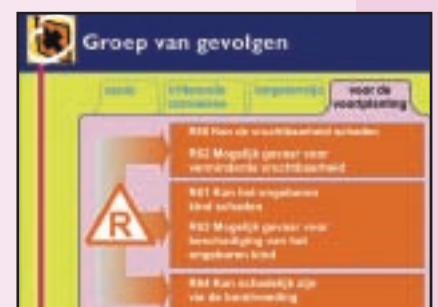 Groep van gevolgen
voor de
voortplanting
R60 Kan de vruchtbaarheid schaden
R62 Mogelijk gevaar voor
verminderde vruchtbaarheid
R
R61 Kan het ongeboren
kind schaden
R63 Mogelijk gevaar voor
beschadiging van het
ongeboren kind
R64 Kan schadelijk zijn
via de borstvoeding